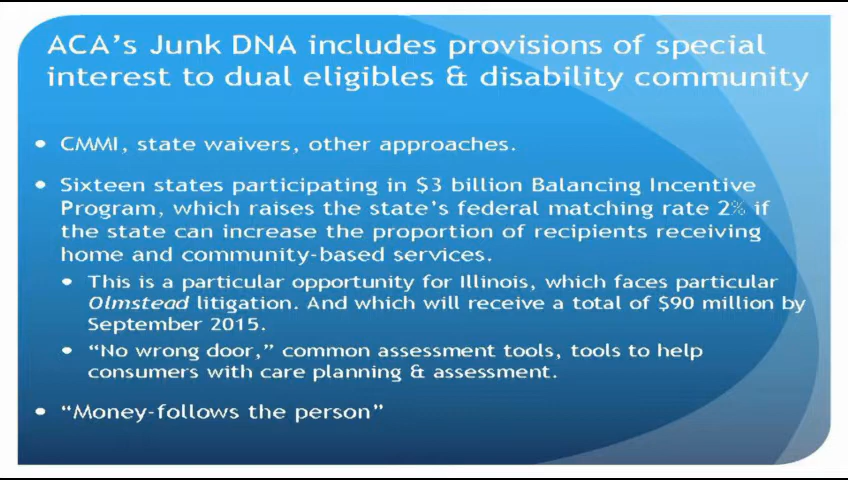 ACA's Junk DNA includes provisions of special
interest to dual eligibles & disability community
• CMMI, state waivers, other approaches.
• Sixteen states participating in $3 billion Balancing Incentive
Program, which raises the state's federal matching rate 2% if
the state can increase the proportion of recipients receiving
home and community-based services.
• This is a particular opportunity for Illinois, which faces particular
Olmstead litigation. And which will receive a total of $90 million by
September 2015.
• “No wrong door,” common assessment tools, tools to help
consumers with care planning & assessment.
• “Money-follows the person”